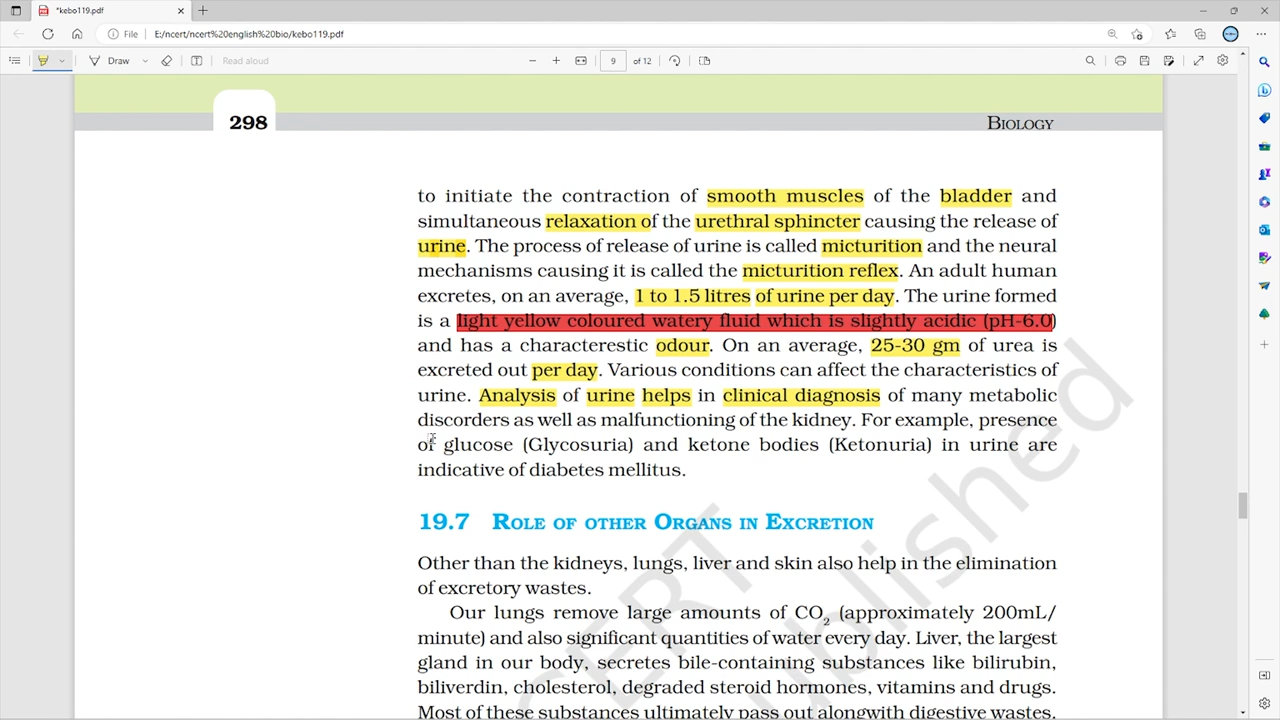 *kebo119.pdf
File E:/ncert/ncert%20english%20bio/kebo119.pdf
Draw Read aloud 9 of 12
298 BIOLOGY
to initiate the contraction of smooth muscles of the bladder and
simultaneous relaxation of the urethral sphincter causing the release of
urine. The process of release of urine is called micturition and the neural
mechanisms causing it is called the micturition reflex. An adult human
excretes, on an average, 1 to 1.5 litres of urine per day. The urine formed
is a light yellow coloured watery fluid which is slightly acidic (pH-6.0)
and has a characterestic odour. On an average, 25-30 gm of urea is
excreted out per day. Various conditions can affect the characteristics of
urine. Analysis of urine helps in clinical diagnosis of many metabolic
discorders as well as malfunctioning of the kidney. For example, presence
of glucose (Glycosuria) and ketone bodies (Ketonuria) in urine are
indicative of diabetes mellitus.
19.7 ROLE OF OTHER ORGANS IN EXCRETION
Other than the kidneys, lungs, liver and skin also help in the elimination
of excretory wastes.
Our lungs remove large amounts of CO₂ (approximately 200mL/
minute) and also significant quantities of water every day. Liver, the largest
gland in our body, secretes bile-containing substances like bilirubin,
biliverdin, cholesterol, degraded steroid hormones, vitamins and drugs.
Most of these substances ultimately pass out alongwith digestive wastes.